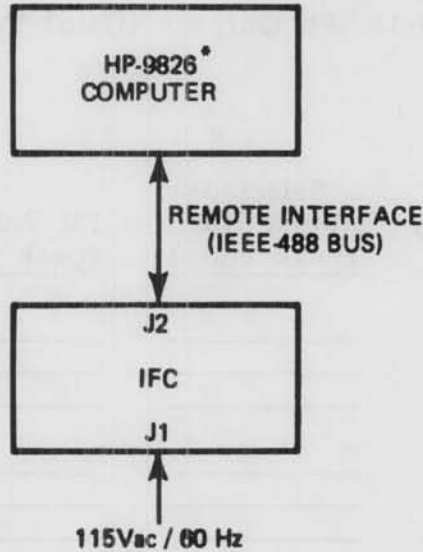 HP-9826*
COMPUTER
REMOTE INTERFACE
(IEEE-488 BUS)
J2
IFC
J1
115Vac / 60 Hz